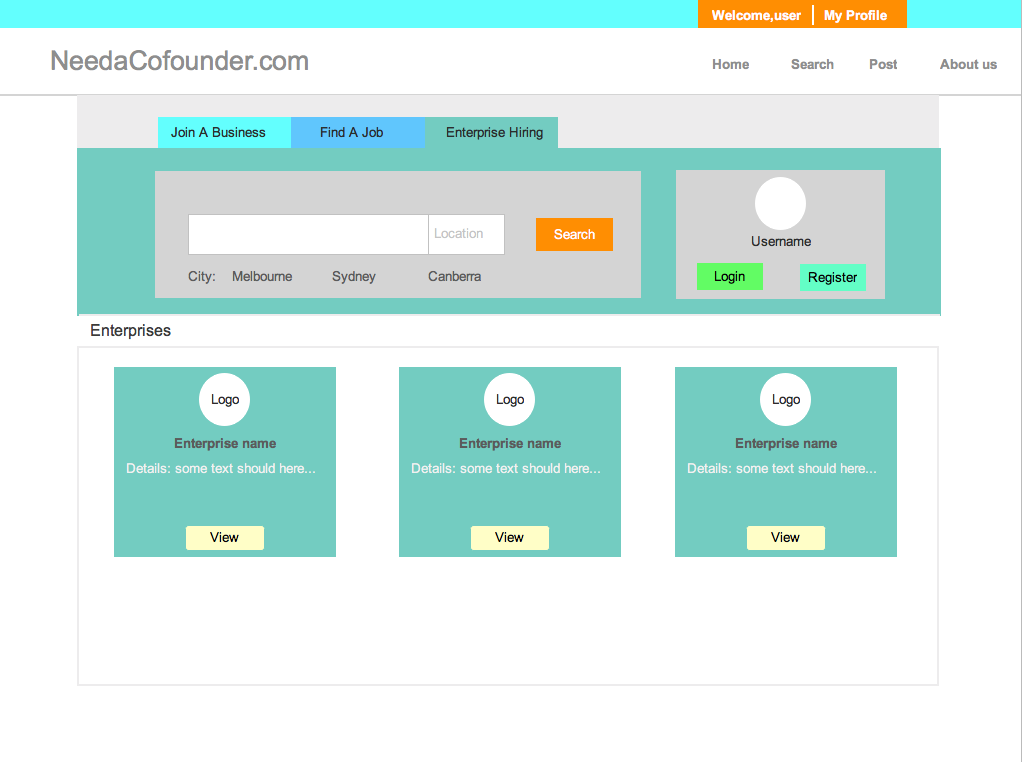 Welcome,user My Profile
NeedaCofounder.com
Home Search Post About us
Join A Business Find A Job Enterprise Hiring
Location Search
Username
City: Melbourne Sydney Canberra
Login Register
Enterprises
Logo Logo Logo
Enterprise name Enterprise name Enterprise name
Details: some text should here... Details: some text should here... Details: some text should here...
View View View